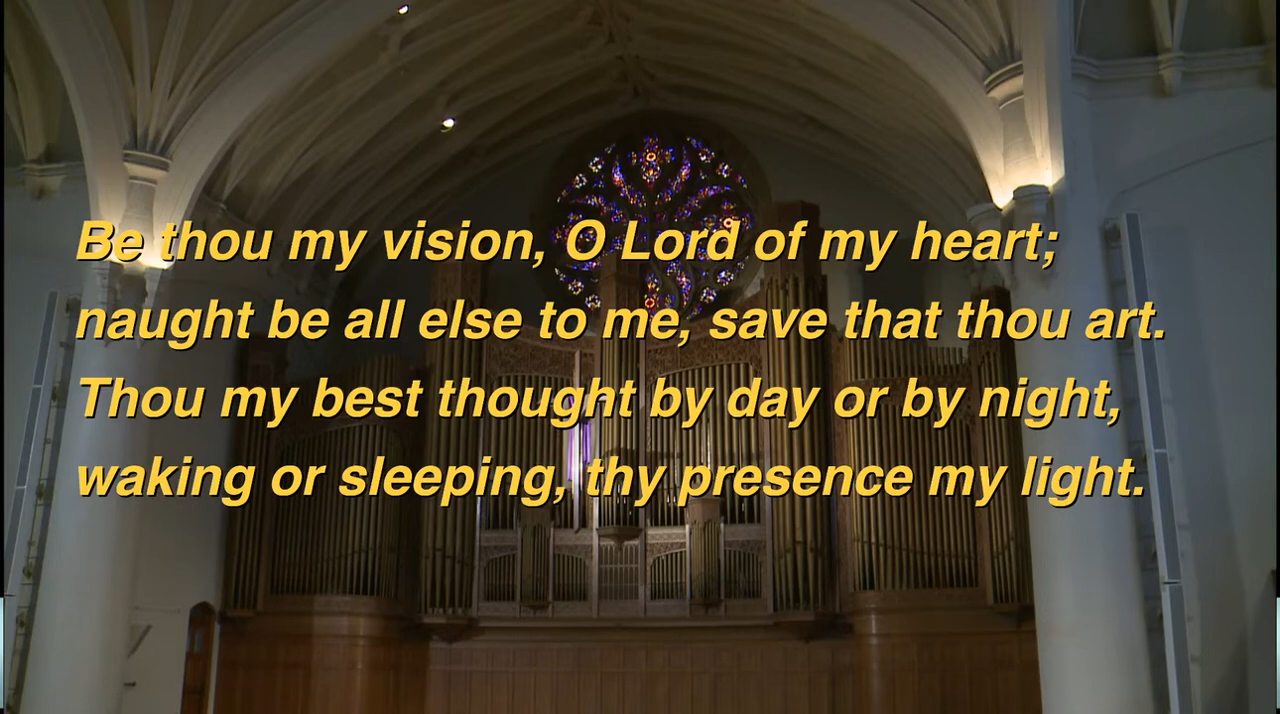 Be thou my vision, O Lord of my heart;
naught be all else to me, save that thou art.
Thou my best thought by day or by night,
waking or sleeping, thy presence my light.